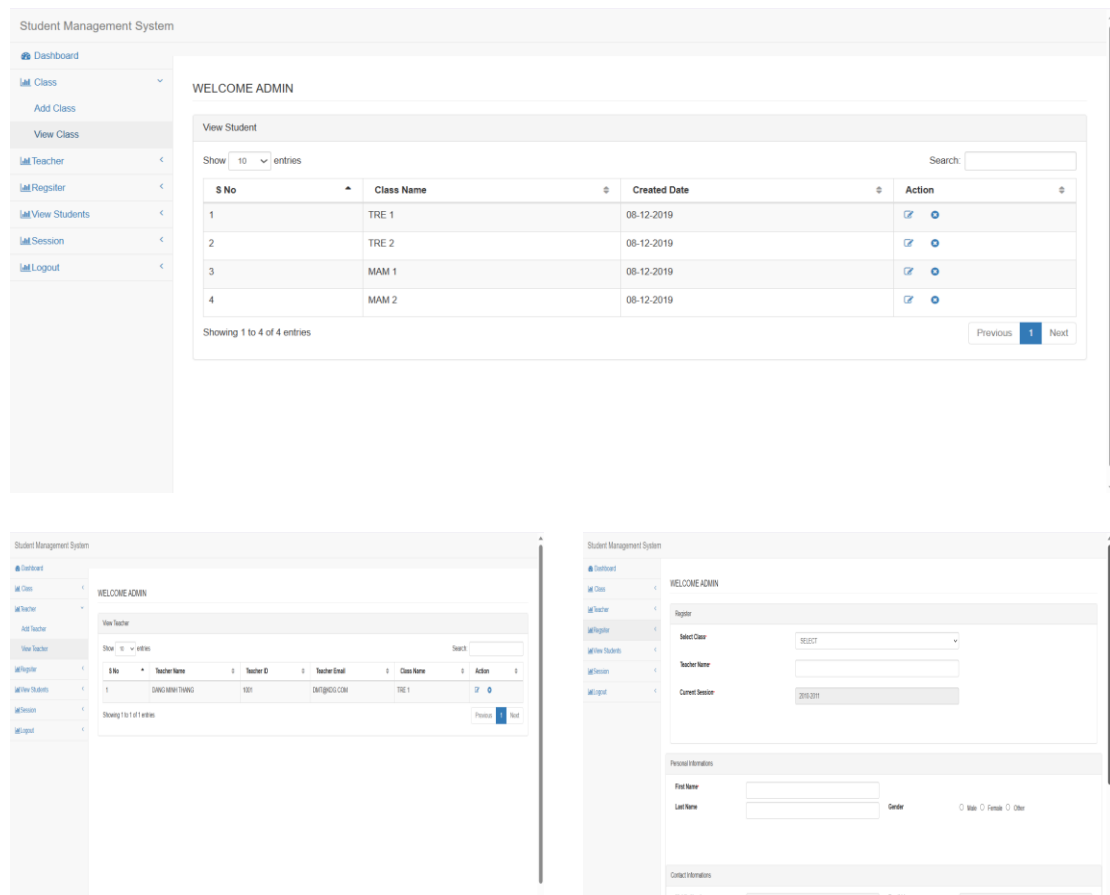 Student Management System
Dashboard
Class
Add Class
View Class
Teacher
Regsiter
View Students
Session
Logout
WELCOME ADMIN
View Student
Show 10 entries
Search:
S No Class Name Created Date Action
1 TRE 1 08-12-2019
2 TRE 2 08-12-2019
3 MAM 1 08-12-2019
4 MAM 2 08-12-2019
Showing 1 to 4 of 4 entries
Previous 1 Next
Student Management System
Dashboard
Class
Teacher
Add Teacher
View Teacher
Regsiter
View Students
Session
Logout
WELCOME ADMIN
View Teacher
Show 10 entries
Search:
S No Teacher Name Teacher ID Teacher Email Class Name Action
1 DANG MINH THANG 1001 TRE 1
Showing 1 to 1 of 1 entries
Previous 1 Next
Student Management System
Dashboard
Class
Teacher
Regsiter
View Students
Session
Logout
WELCOME ADMIN
Register
Select Class*
SELECT
Teacher Name*
Current Session*
2010-2011
Personal Informations
First Name*
Last Name
Gender
Male Female Other
Contact Informations